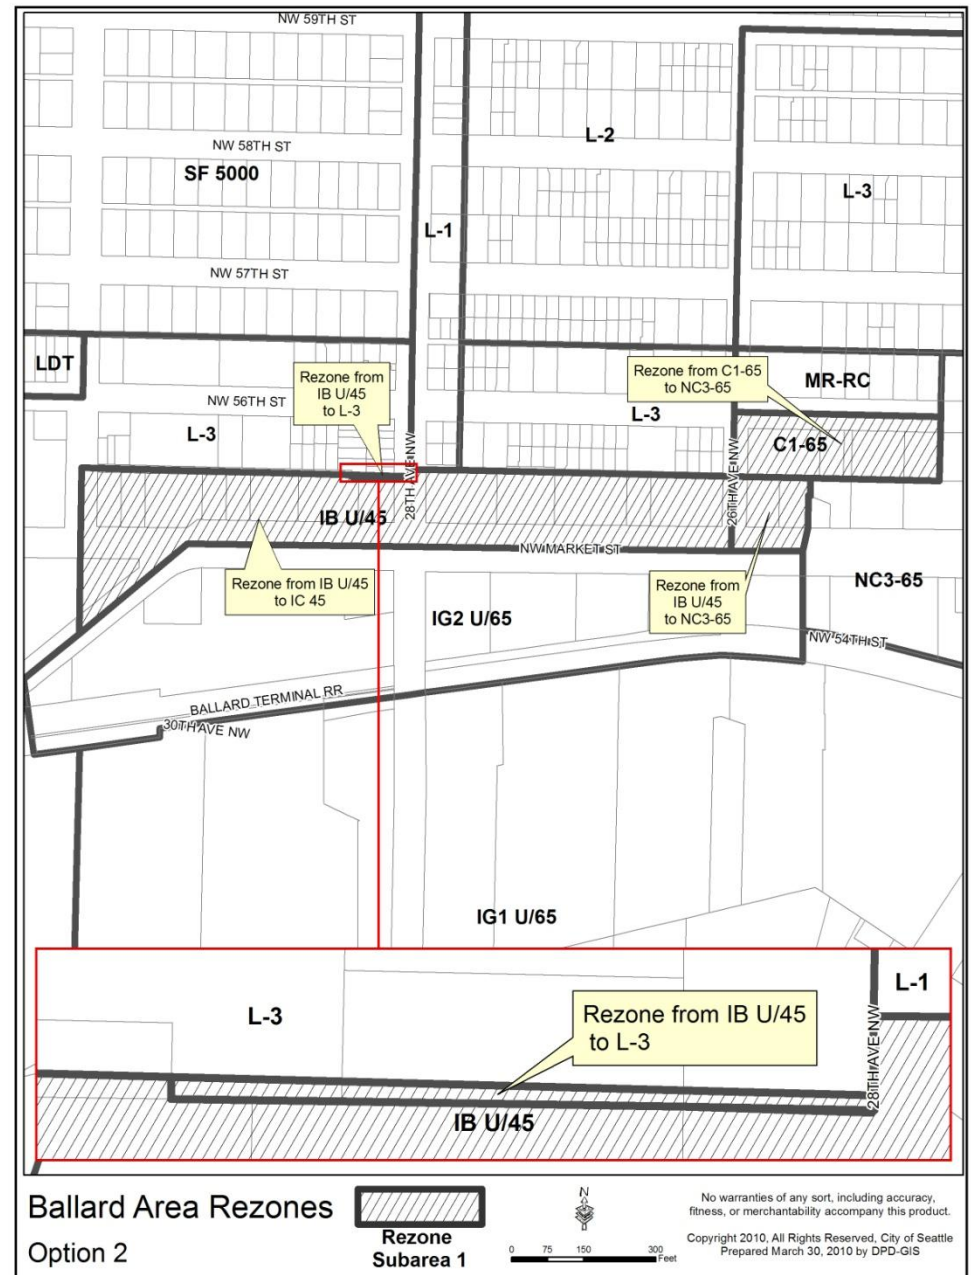 NW 59TH ST
L-2
NW 58TH ST
SF 5000
L-3
L-1
NW 57TH ST
LDT
Rezone from
IB U/45
to L-3
Rezone from C1-65
to NC3-65
MR-RC
NW 56TH ST
L-3
L-3
C1-65
28TH AVE NW
26TH AVE NW
IB U/45
NW MARKET ST
Rezone from IB U/45
to IC 45
Rezone from
IB U/45
to NC3-65
NC3-65
IG2 U/65
NW 54TH ST
BALLARD TERMINAL RR
30TH AVE NW
IG1 U/65
L-3
L-1
Rezone from IB U/45
to L-3
28TH AVE NW
IB U/45
Ballard Area Rezones
Option 2
Rezone
Subarea 1
N
0 75 150 300
Feet
No warranties of any sort, including accuracy,
fitness, or merchantability accompany this product.
Copyright 2010, All Rights Reserved, City of Seattle
Prepared March 30, 2010 by DPD-GIS